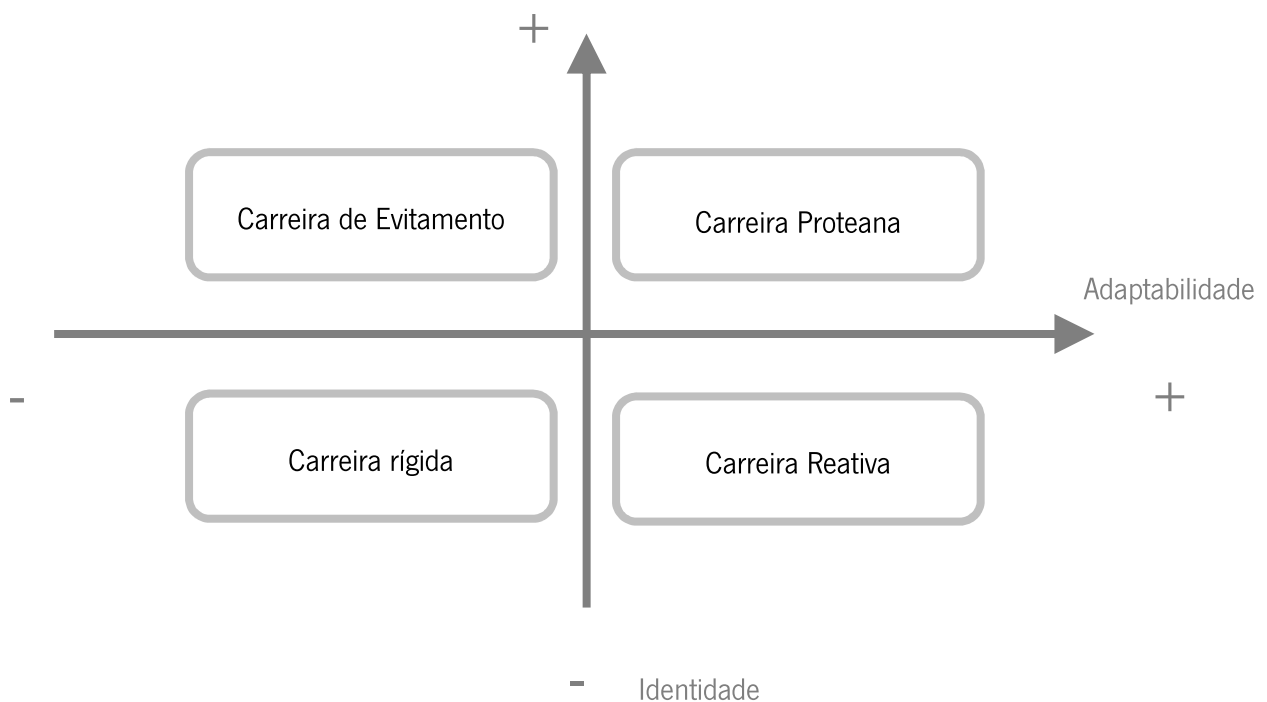 +
Carreira de Evitamento
Carreira Proteana
Adaptabilidade
-
+
Carreira rígida
Carreira Reativa
-
Identidade